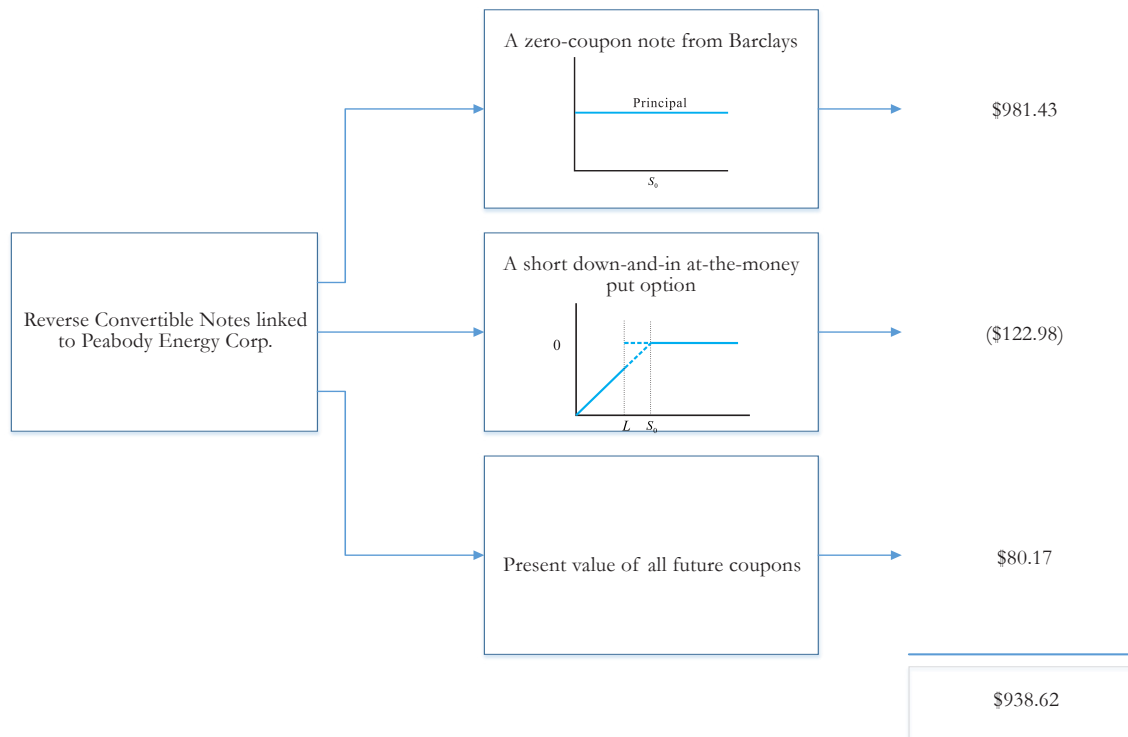 A zero-coupon note from Barclays
Principal
S₀
$981.43
Reverse Convertible Notes linked
to Peabody Energy Corp.
A short down-and-in at-the-money
put option
0
L S₀
($122.98)
Present value of all future coupons
$80.17
$938.62